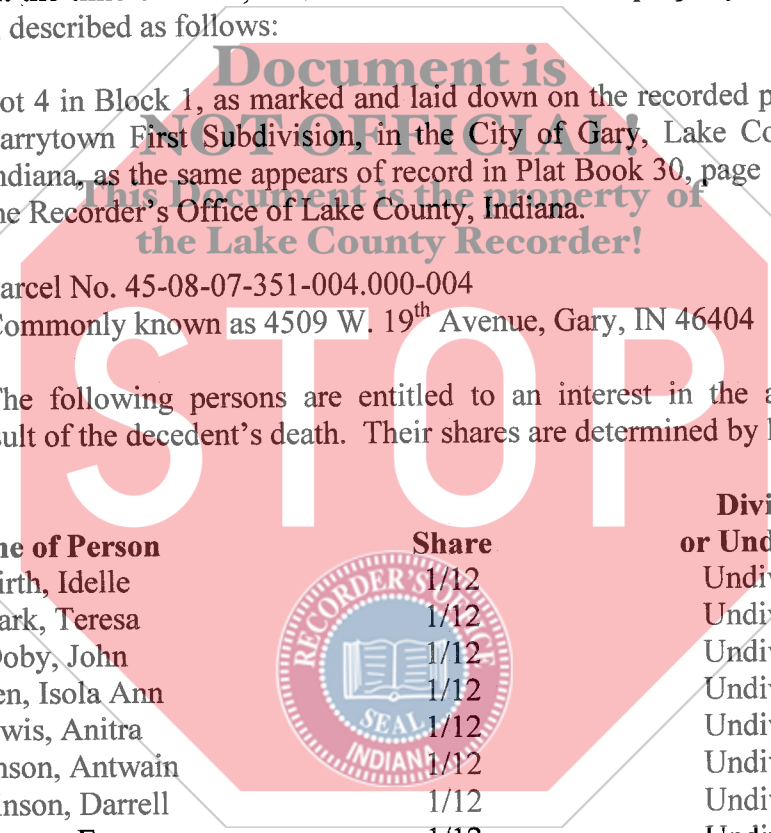 described as follows:
Document is
ot 4 in Block 1, as marked and laid down on the recorded p
arrytown First Subdivision, in the City of Gary, Lake Co
NOT OFFICIAL!
ndiana, as the same appears of record in Plat Book 30, page
This Document is the property of
he Recorder's Office of Lake County, Indiana.
the Lake County Recorder!
arcel No. 45-08-07-351-004.000-004
Commonly known as 4509 W. 19th Avenue, Gary, IN 46404
The following persons are entitled to an interest in the a
sult of the decedent's death. Their shares are determined by l
STOP
Divi
ne of Person Share or Und
irth, Idelle 1/12 Undiv
ark, Teresa 1/12 Undiv
Doby, John 1/12 Undiv
en, Isola Ann 1/12 Undiv
wis, Anitra 1/12 Undiv
nson, Antwain 1/12 Undiv
inson, Darrell 1/12 Undiv
RECORDER'S OFFICE
SEAL
INDIANA